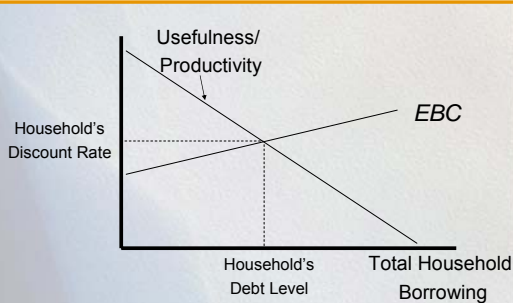 Usefulness/
Productivity
EBC
Household's
Discount Rate
Household's
Debt Level
Total Household
Borrowing